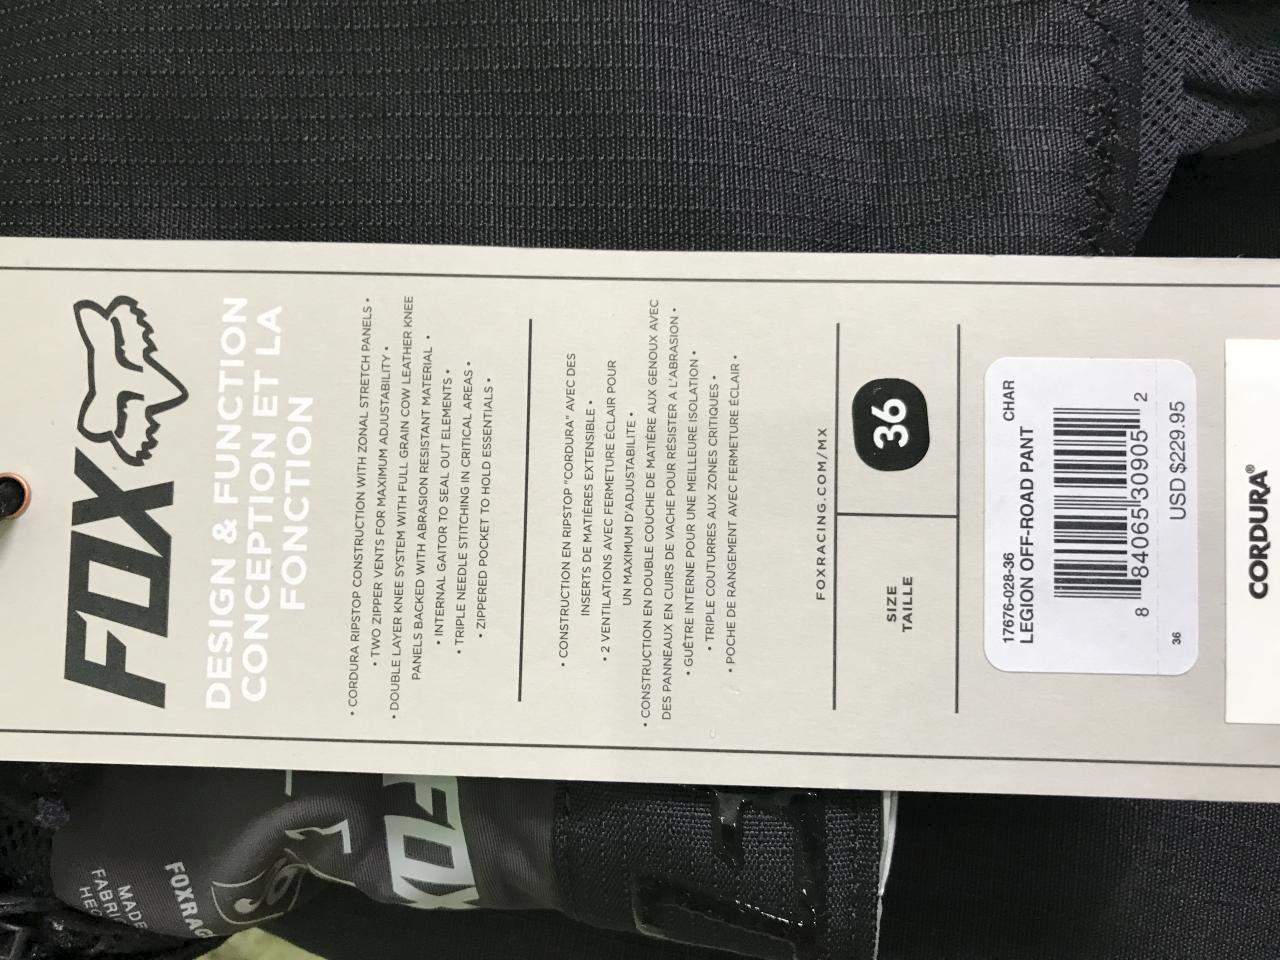 FOX
DESIGN & FUNCTION
CONCEPTION ET LA
FONCTION
• CORDURA RIPSTOP CONSTRUCTION WITH ZONAL STRETCH PANELS •
• TWO ZIPPER VENTS FOR MAXIMUM ADJUSTABILITY •
• DOUBLE LAYER KNEE SYSTEM WITH FULL GRAIN COW LEATHER KNEE
PANELS BACKED WITH ABRASION RESISTANT MATERIAL •
• INTERNAL GAITOR TO SEAL OUT ELEMENTS •
• TRIPLE NEEDLE STITCHING IN CRITICAL AREAS •
• ZIPPERED POCKET TO HOLD ESSENTIALS •
• CONSTRUCTION EN RIPSTOP "CORDURA" AVEC DES
INSERTS DE MATIÈRES EXTENSIBLE •
• 2 VENTILATIONS AVEC FERMETURE ÉCLAIR POUR
UN MAXIMUM D'ADJUSTABILITE •
• CONSTRUCTION EN DOUBLE COUCHE DE MATIÈRE AUX GENOUX AVEC
DES PANNEAUX EN CUIRS DE VACHE POUR RÉSISTER A L'ABRASION •
• GUÊTRE INTERNE POUR UNE MEILLEURE ISOLATION •
• TRIPLE COUTURRES AUX ZONES CRITIQUES •
• POCHE DE RANGEMENT AVEC FERMETURE ÉCLAIR •
FOXRACING.COM/MX
SIZE
TAILLE
36
17676-028-36 CHAR
LEGION OFF-ROAD PANT
8 84065 30905 2
36 USD $229.95
CORDURA®
FOX
FOXRAC
MADE
FABRI
HEC